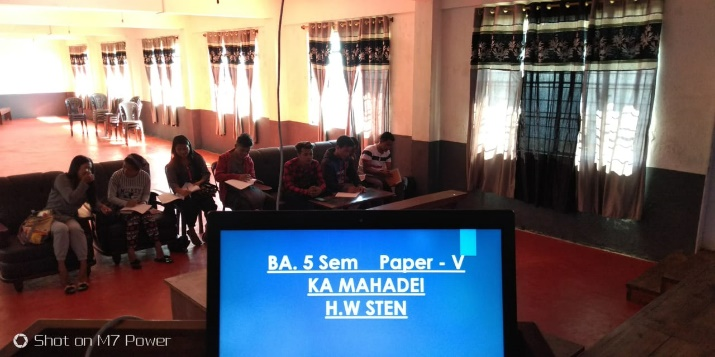 BA. 5 Sem Paper - V
KA MAHADEI
H.W STEN
Shot on M7 Power